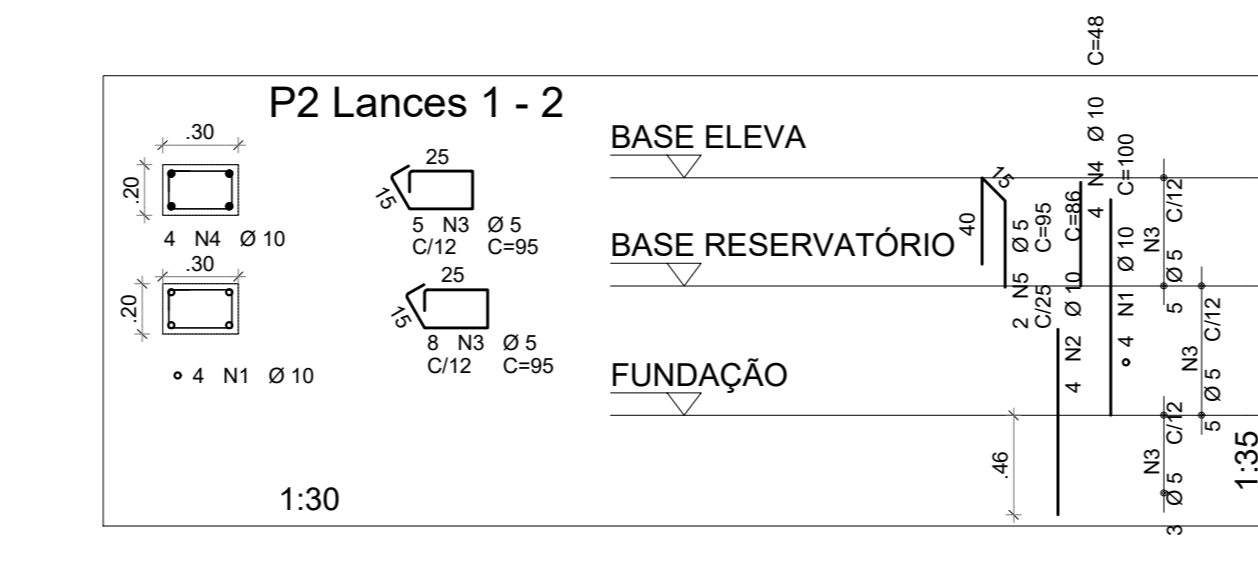 C=48
P2 Lances 1 - 2
.30
.20
4 N4 Ø 10
.30
.20
4 N1 Ø 10
25
15
5 N3 Ø 5
C/12 C=95
25
15
8 N3 Ø 5
C/12 C=95
BASE ELEVA
BASE RESERVATÓRIO
FUNDAÇÃO
.46
40
15
2 N5 Ø 5
C/25 C=95
4 N2 Ø 10 C=86
4 N4 Ø 10
4 N1 Ø 10 C=100
5 Ø 5 N3 C/12
5 Ø 5 N3 C/12
3 Ø 5 N3 C/12
1:30
1:35